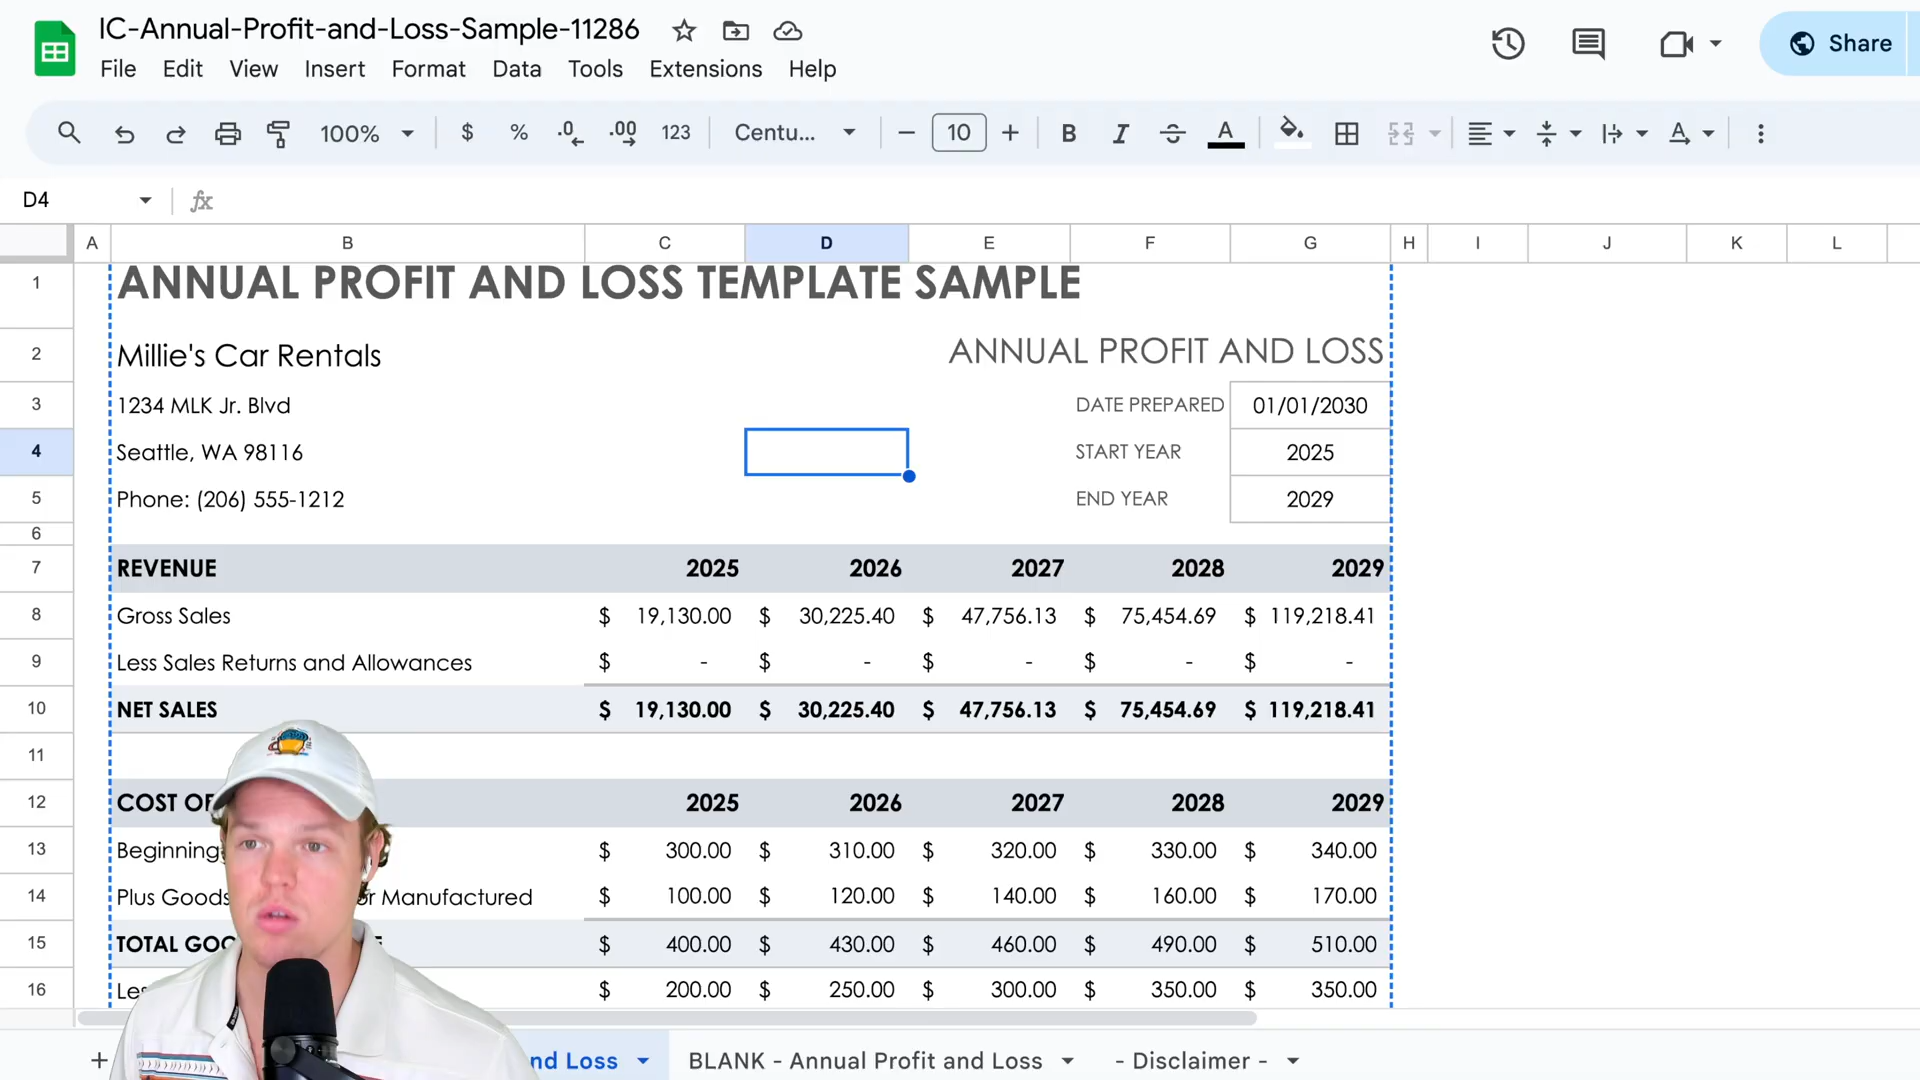 IC-Annual-Profit-and-Loss-Sample-11286
File Edit View Insert Format Data Tools Extensions Help
Share
100% $ % .0 .00 123 Centu... 10 B I A
D4 fx
A B C D E F G H I J K L
1 ANNUAL PROFIT AND LOSS TEMPLATE SAMPLE
2 Millie's Car Rentals ANNUAL PROFIT AND LOSS
3 1234 MLK Jr. Blvd DATE PREPARED 01/01/2030
4 Seattle, WA 98116 START YEAR 2025
5 Phone: (206) 555-1212 END YEAR 2029
6
7 REVENUE 2025 2026 2027 2028 2029
8 Gross Sales $ 19,130.00 $ 30,225.40 $ 47,756.13 $ 75,454.69 $ 119,218.41
9 Less Sales Returns and Allowances $ - $ - $ - $ - $ -
10 NET SALES $ 19,130.00 $ 30,225.40 $ 47,756.13 $ 75,454.69 $ 119,218.41
11
12 COST OF 2025 2026 2027 2028 2029
13 Beginning $ 300.00 $ 310.00 $ 320.00 $ 330.00 $ 340.00
14 Plus Goods or Manufactured $ 100.00 $ 120.00 $ 140.00 $ 160.00 $ 170.00
15 TOTAL $ 400.00 $ 430.00 $ 460.00 $ 490.00 $ 510.00
16 $ 200.00 $ 250.00 $ 300.00 $ 350.00 $ 350.00
+ Loss BLANK - Annual Profit and Loss - Disclaimer -